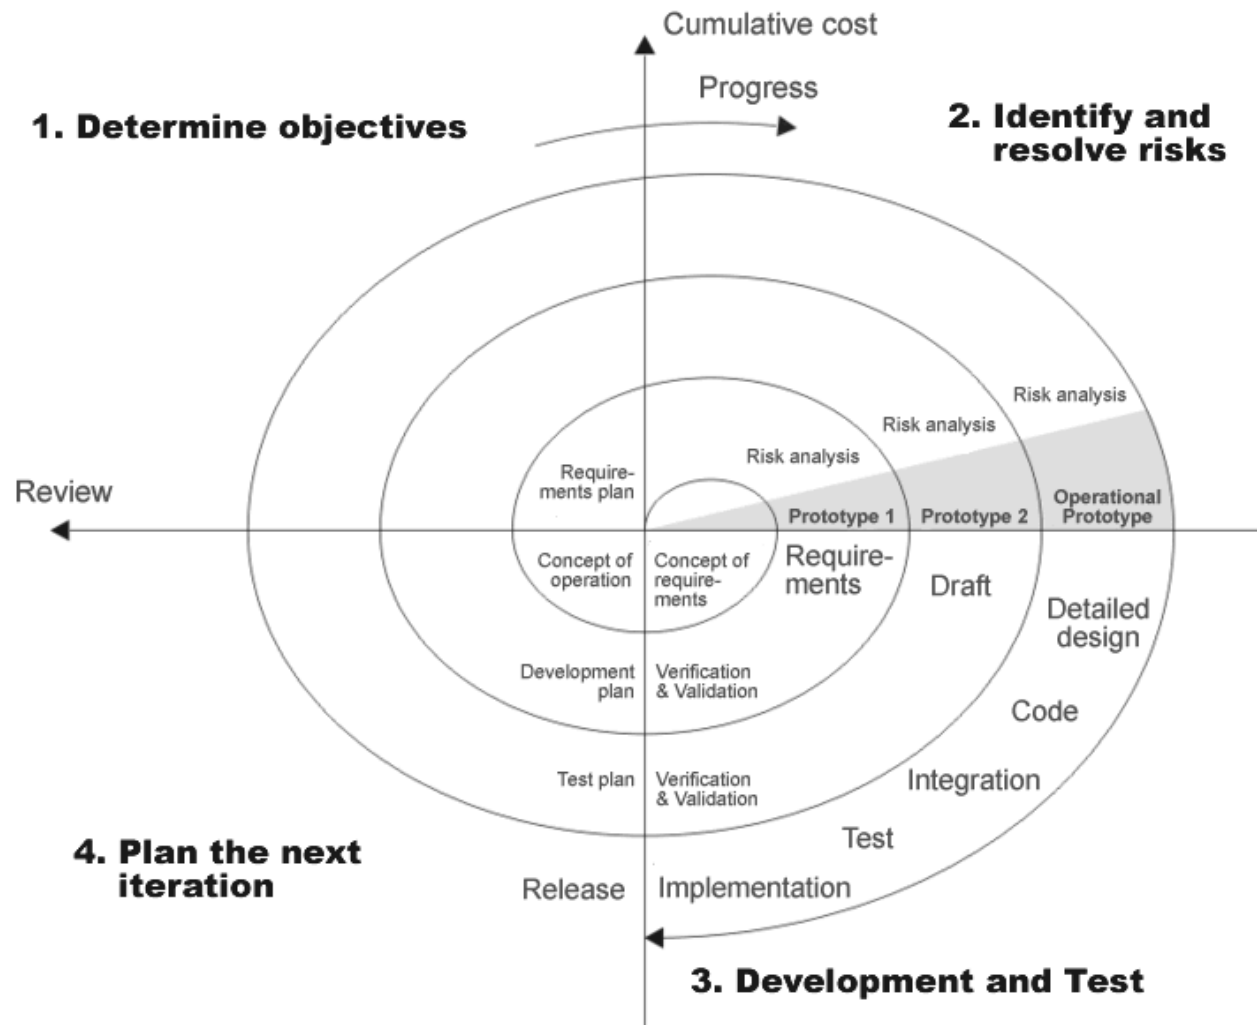 Cumulative cost
Progress
1. Determine objectives
2. Identify and
resolve risks
Risk analysis
Risk analysis
Risk analysis
Require-
ments plan
Review
Operational
Prototype
Prototype 1
Prototype 2
Concept of
operation
Concept of
require-
ments
Require-
ments
Draft
Detailed
design
Development
plan
Verification
& Validation
Code
Test plan
Verification
& Validation
Integration
Test
4. Plan the next
iteration
Release
Implementation
3. Development and Test